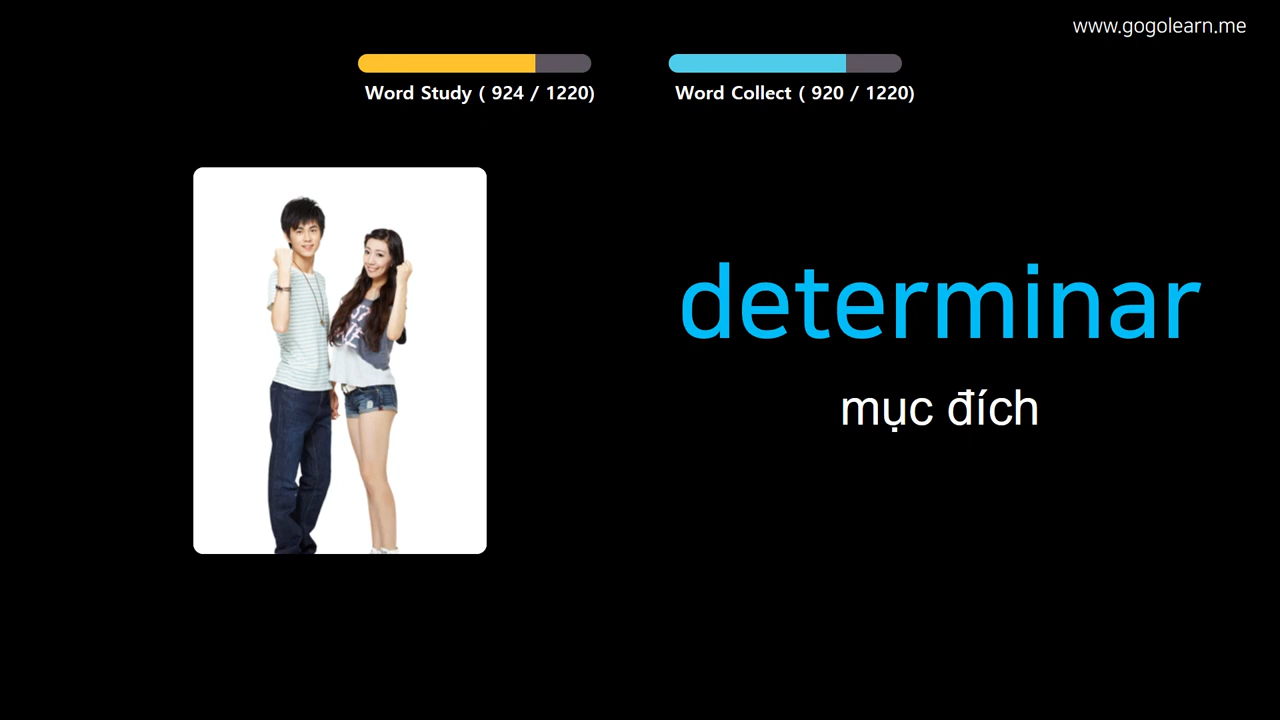 www.gogolearn.me
Word Study ( 924 / 1220)
Word Collect ( 920 / 1220)
determinar
mục đích